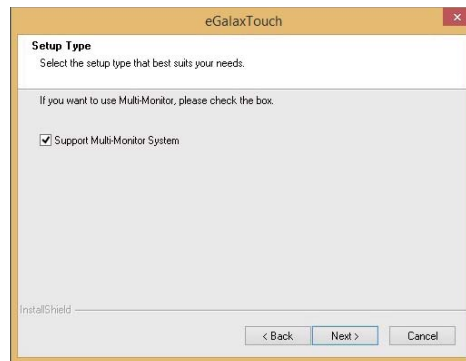 eGalaxTouch
Setup Type
Select the setup type that best suits your needs.
If you want to use Multi-Monitor, please check the box.
Support Multi-Monitor System
InstallShield
< Back Next > Cancel